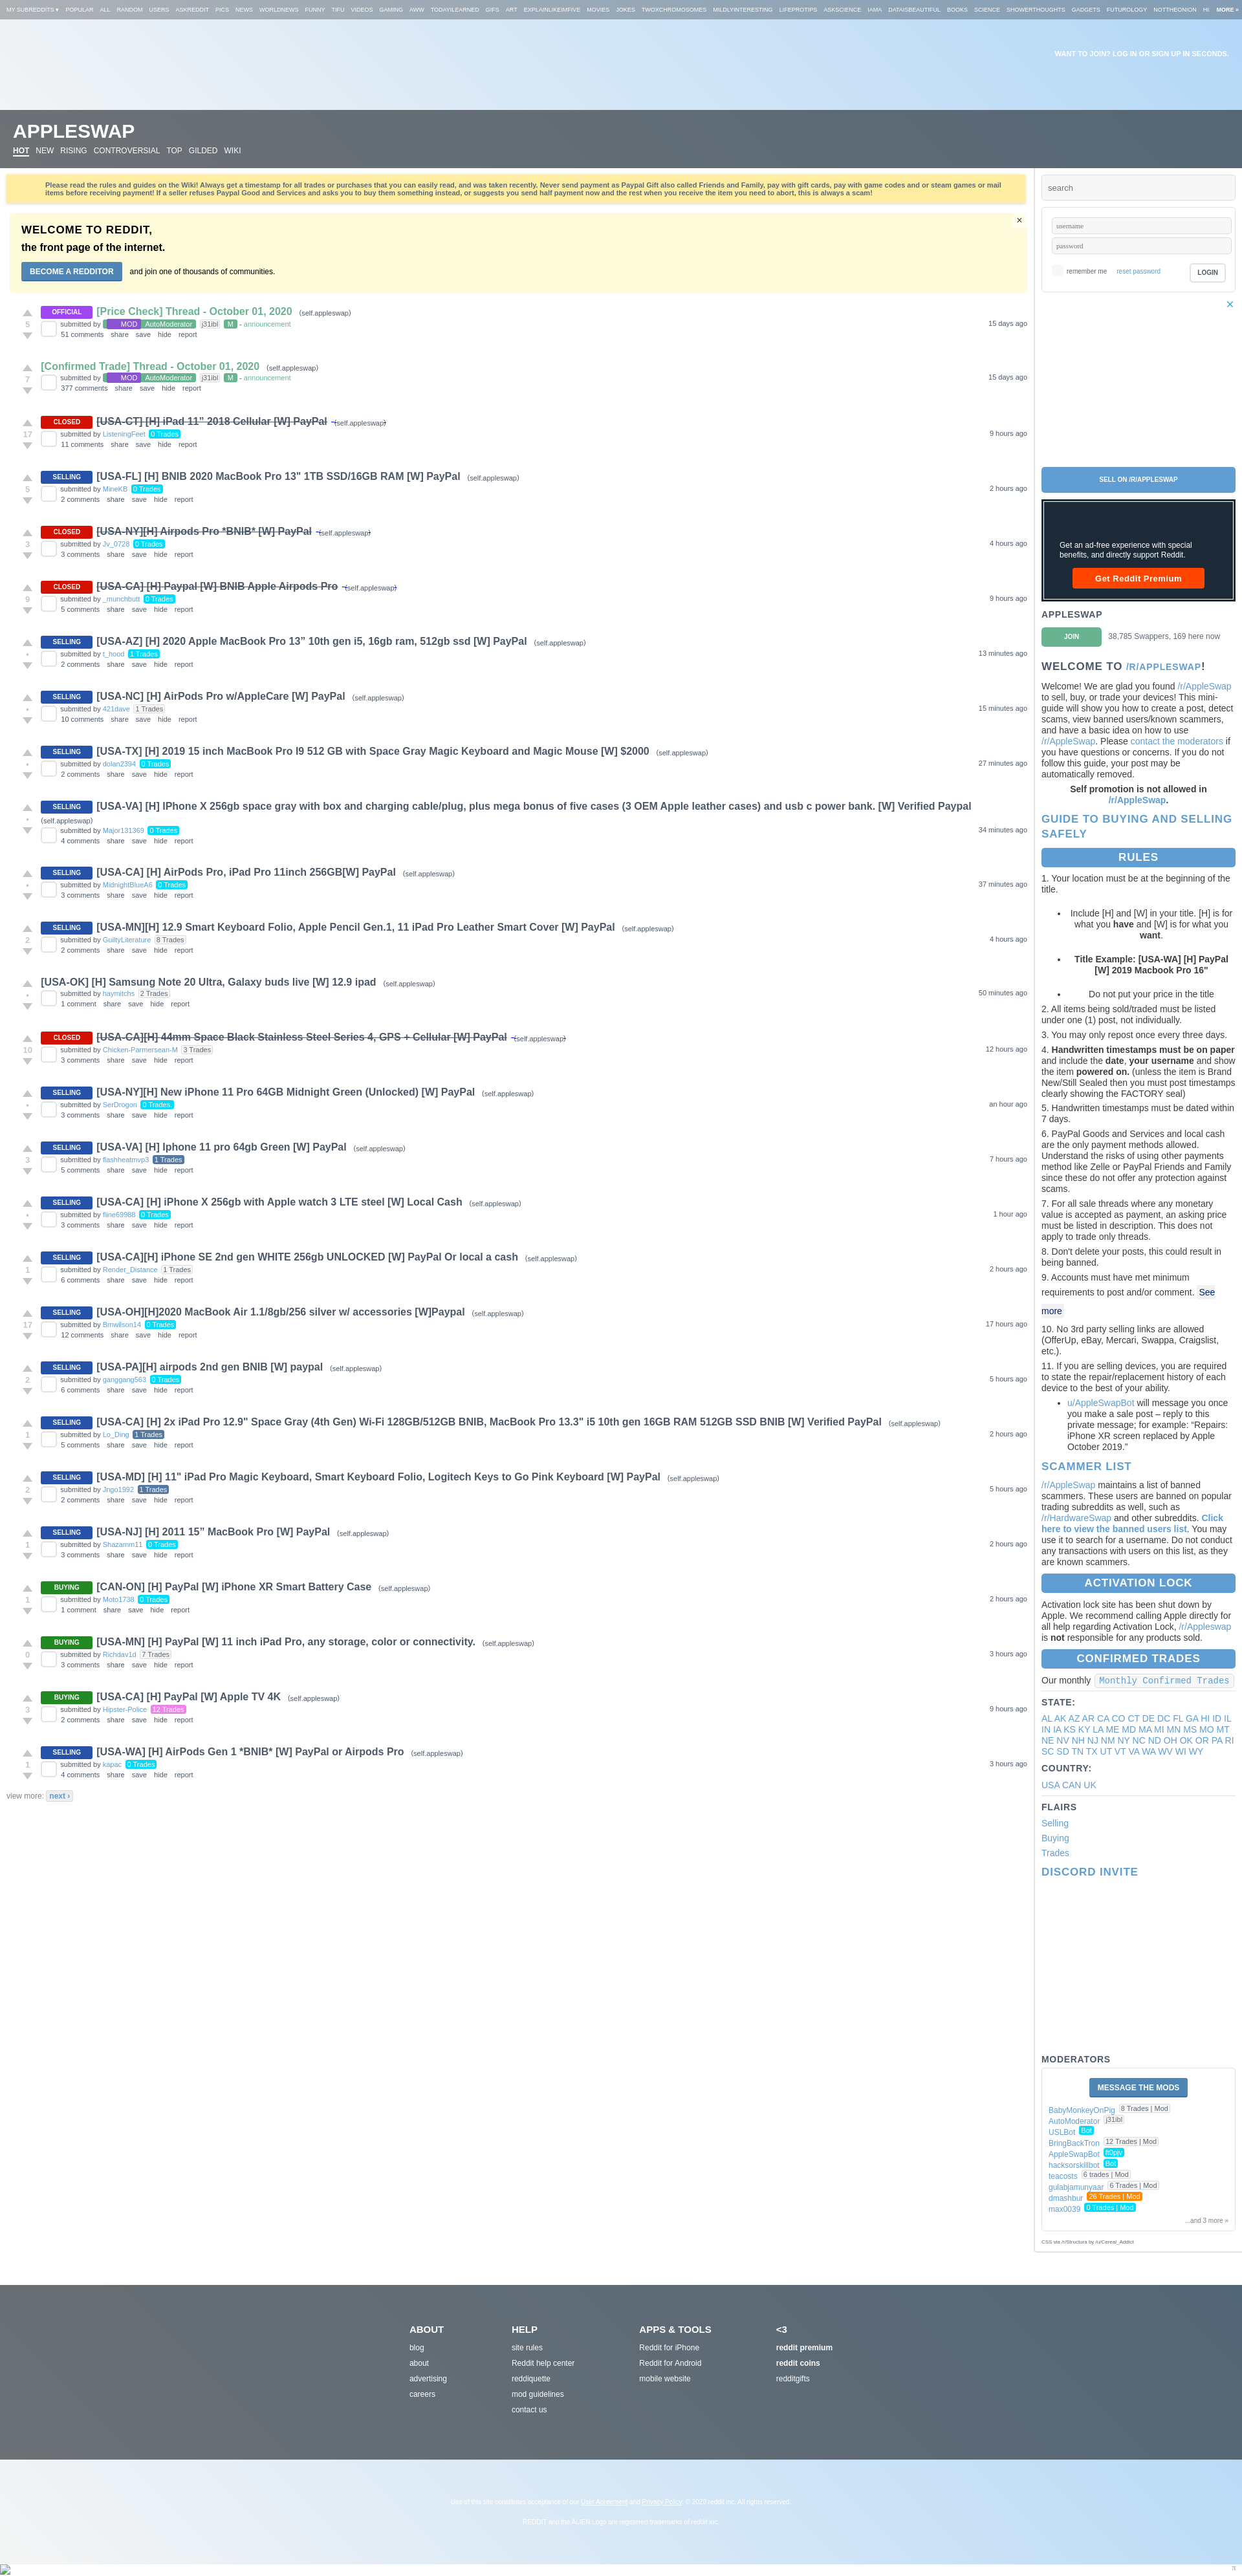 MY SUBREDDITS ▾ POPULAR ALL RANDOM USERS ASKREDDIT PICS NEWS WORLDNEWS FUNNY TIFU VIDEOS GAMING AWW TODAYILEARNED GIFS ART EXPLAINLIKEIMFIVE MOVIES JOKES TWOXCHROMOSOMES MILDLYINTERESTING LIFEPROTIPS ASKSCIENCE IAMA DATAISBEAUTIFUL BOOKS SCIENCE SHOWERTHOUGHTS GADGETS FUTUROLOGY NOTTHEONION HI MORE »
WANT TO JOIN? LOG IN OR SIGN UP IN SECONDS.
APPLESWAP
HOT NEW RISING CONTROVERSIAL TOP GILDED WIKI
Please read the rules and guides on the Wiki! Always get a timestamp for all trades or purchases that you can easily read, and was taken recently. Never send payment as Paypal Gift also called Friends and Family, pay with gift cards, pay with game codes and or steam games or mail
items before receiving payment! If a seller refuses Paypal Good and Services and asks you to buy them something instead, or suggests you send half payment now and the rest when you receive the item you need to abort, this is always a scam!
×
WELCOME TO REDDIT,
the front page of the internet.
BECOME A REDDITOR and join one of thousands of communities.
OFFICIAL [Price Check] Thread - October 01, 2020 (self.appleswap)
5 submitted by MOD AutoModerator j31ibl M - announcement 15 days ago
51 comments share save hide report
[Confirmed Trade] Thread - October 01, 2020 (self.appleswap)
7 submitted by MOD AutoModerator j31ibl M - announcement 15 days ago
377 comments share save hide report
CLOSED [USA-CT] [H] iPad 11” 2018 Cellular [W] PayPal (self.appleswap)
17 submitted by ListeningFeet 0 Trades 9 hours ago
11 comments share save hide report
SELLING [USA-FL] [H] BNIB 2020 MacBook Pro 13" 1TB SSD/16GB RAM [W] PayPal (self.appleswap)
5 submitted by MineKB 0 Trades 2 hours ago
2 comments share save hide report
CLOSED [USA-NY][H] Airpods Pro *BNIB* [W] PayPal (self.appleswap)
3 submitted by Jv_0728 0 Trades 4 hours ago
3 comments share save hide report
CLOSED [USA-CA] [H] Paypal [W] BNIB Apple Airpods Pro (self.appleswap)
9 submitted by _munchbutt 0 Trades 9 hours ago
5 comments share save hide report
SELLING [USA-AZ] [H] 2020 Apple MacBook Pro 13” 10th gen i5, 16gb ram, 512gb ssd [W] PayPal (self.appleswap)
• submitted by t_hood 1 Trades 13 minutes ago
2 comments share save hide report
SELLING [USA-NC] [H] AirPods Pro w/AppleCare [W] PayPal (self.appleswap)
• submitted by 421dave 1 Trades 15 minutes ago
10 comments share save hide report
SELLING [USA-TX] [H] 2019 15 inch MacBook Pro I9 512 GB with Space Gray Magic Keyboard and Magic Mouse [W] $2000 (self.appleswap)
• submitted by dolan2394 0 Trades 27 minutes ago
2 comments share save hide report
SELLING [USA-VA] [H] IPhone X 256gb space gray with box and charging cable/plug, plus mega bonus of five cases (3 OEM Apple leather cases) and usb c power bank. [W] Verified Paypal
• (self.appleswap)
submitted by Major131369 0 Trades 34 minutes ago
4 comments share save hide report
SELLING [USA-CA] [H] AirPods Pro, iPad Pro 11inch 256GB[W] PayPal (self.appleswap)
• submitted by MidnightBlueA6 0 Trades 37 minutes ago
3 comments share save hide report
SELLING [USA-MN][H] 12.9 Smart Keyboard Folio, Apple Pencil Gen.1, 11 iPad Pro Leather Smart Cover [W] PayPal (self.appleswap)
2 submitted by GuiltyLiterature 8 Trades 4 hours ago
2 comments share save hide report
[USA-OK] [H] Samsung Note 20 Ultra, Galaxy buds live [W] 12.9 ipad (self.appleswap)
• submitted by haymitchs 2 Trades 50 minutes ago
1 comment share save hide report
CLOSED [USA-CA][H] 44mm Space Black Stainless Steel Series 4, GPS + Cellular [W] PayPal (self.appleswap)
10 submitted by Chicken-Parmersean-M 3 Trades 12 hours ago
3 comments share save hide report
SELLING [USA-NY][H] New iPhone 11 Pro 64GB Midnight Green (Unlocked) [W] PayPal (self.appleswap)
• submitted by SerDrogon 0 Trades an hour ago
3 comments share save hide report
SELLING [USA-VA] [H] Iphone 11 pro 64gb Green [W] PayPal (self.appleswap)
3 submitted by flashheatmvp3 1 Trades 7 hours ago
5 comments share save hide report
SELLING [USA-CA] [H] iPhone X 256gb with Apple watch 3 LTE steel [W] Local Cash (self.appleswap)
• submitted by fline69988 0 Trades 1 hour ago
3 comments share save hide report
SELLING [USA-CA][H] iPhone SE 2nd gen WHITE 256gb UNLOCKED [W] PayPal Or local a cash (self.appleswap)
1 submitted by Render_Distance 1 Trades 2 hours ago
6 comments share save hide report
SELLING [USA-OH][H]2020 MacBook Air 1.1/8gb/256 silver w/ accessories [W]Paypal (self.appleswap)
17 submitted by Bmwilson14 0 Trades 17 hours ago
12 comments share save hide report
SELLING [USA-PA][H] airpods 2nd gen BNIB [W] paypal (self.appleswap)
2 submitted by ganggang563 0 Trades 5 hours ago
6 comments share save hide report
SELLING [USA-CA] [H] 2x iPad Pro 12.9" Space Gray (4th Gen) Wi-Fi 128GB/512GB BNIB, MacBook Pro 13.3" i5 10th gen 16GB RAM 512GB SSD BNIB [W] Verified PayPal (self.appleswap)
1 submitted by Lo_Ding 1 Trades 2 hours ago
5 comments share save hide report
SELLING [USA-MD] [H] 11" iPad Pro Magic Keyboard, Smart Keyboard Folio, Logitech Keys to Go Pink Keyboard [W] PayPal (self.appleswap)
2 submitted by Jngo1992 1 Trades 5 hours ago
2 comments share save hide report
SELLING [USA-NJ] [H] 2011 15” MacBook Pro [W] PayPal (self.appleswap)
1 submitted by Shazamm11 0 Trades 2 hours ago
3 comments share save hide report
BUYING [CAN-ON] [H] PayPal [W] iPhone XR Smart Battery Case (self.appleswap)
1 submitted by Moto1738 0 Trades 2 hours ago
1 comment share save hide report
BUYING [USA-MN] [H] PayPal [W] 11 inch iPad Pro, any storage, color or connectivity. (self.appleswap)
0 submitted by Richdav1d 7 Trades 3 hours ago
3 comments share save hide report
BUYING [USA-CA] [H] PayPal [W] Apple TV 4K (self.appleswap)
3 submitted by Hipster-Police 12 Trades 9 hours ago
2 comments share save hide report
SELLING [USA-WA] [H] AirPods Gen 1 *BNIB* [W] PayPal or Airpods Pro (self.appleswap)
1 submitted by kapac 0 Trades 3 hours ago
4 comments share save hide report
view more: next ›
search
username
password
remember me reset password LOGIN
SELL ON /R/APPLESWAP
Get an ad-free experience with special
benefits, and directly support Reddit.
Get Reddit Premium
APPLESWAP
JOIN 38,785 Swappers, 169 here now
WELCOME TO /R/APPLESWAP!
Welcome! We are glad you found /r/AppleSwap
to sell, buy, or trade your devices! This mini-
guide will show you how to create a post, detect
scams, view banned users/known scammers,
and have a basic idea on how to use
/r/AppleSwap. Please contact the moderators if
you have questions or concerns. If you do not
follow this guide, your post may be
automatically removed.
Self promotion is not allowed in
/r/AppleSwap.
GUIDE TO BUYING AND SELLING
SAFELY
RULES
1. Your location must be at the beginning of the
title.
• Include [H] and [W] in your title. [H] is for
what you have and [W] is for what you
want.
• Title Example: [USA-WA] [H] PayPal
[W] 2019 Macbook Pro 16"
• Do not put your price in the title
2. All items being sold/traded must be listed
under one (1) post, not individually.
3. You may only repost once every three days.
4. Handwritten timestamps must be on paper
and include the date, your username and show
the item powered on. (unless the item is Brand
New/Still Sealed then you must post timestamps
clearly showing the FACTORY seal)
5. Handwritten timestamps must be dated within
7 days.
6. PayPal Goods and Services and local cash
are the only payment methods allowed.
Understand the risks of using other payments
method like Zelle or PayPal Friends and Family
since these do not offer any protection against
scams.
7. For all sale threads where any monetary
value is accepted as payment, an asking price
must be listed in description. This does not
apply to trade only threads.
8. Don't delete your posts, this could result in
being banned.
9. Accounts must have met minimum
requirements to post and/or comment. See
more
10. No 3rd party selling links are allowed
(OfferUp, eBay, Mercari, Swappa, Craigslist,
etc.).
11. If you are selling devices, you are required
to state the repair/replacement history of each
device to the best of your ability.
• u/AppleSwapBot will message you once
you make a sale post – reply to this
private message; for example: “Repairs:
iPhone XR screen replaced by Apple
October 2019.”
SCAMMER LIST
/r/AppleSwap maintains a list of banned
scammers. These users are banned on popular
trading subreddits as well, such as
/r/HardwareSwap and other subreddits. Click
here to view the banned users list. You may
use it to search for a username. Do not conduct
any transactions with users on this list, as they
are known scammers.
ACTIVATION LOCK
Activation lock site has been shut down by
Apple. We recommend calling Apple directly for
all help regarding Activation Lock, /r/Appleswap
is not responsible for any products sold.
CONFIRMED TRADES
Our monthly Monthly Confirmed Trades
STATE:
AL AK AZ AR CA CO CT DE DC FL GA HI ID IL
IN IA KS KY LA ME MD MA MI MN MS MO MT
NE NV NH NJ NM NY NC ND OH OK OR PA RI
SC SD TN TX UT VT VA WA WV WI WY
COUNTRY:
USA CAN UK
FLAIRS
Selling
Buying
Trades
DISCORD INVITE
MODERATORS
MESSAGE THE MODS
BabyMonkeyOnPig 8 Trades | Mod
AutoModerator j31ibl
USLBot Bot
BringBackTron 12 Trades | Mod
AppleSwapBot ft0pjv
hacksorskillbot Bot
teacosts 6 trades | Mod
gulabjamunyaar 6 Trades | Mod
dmashbur 26 Trades | Mod
max0039 0 Trades | Mod
...and 3 more »
CSS via /r/Structura by /u/Cereal_Addict
ABOUT
blog
about
advertising
careers
HELP
site rules
Reddit help center
reddiquette
mod guidelines
contact us
APPS & TOOLS
Reddit for iPhone
Reddit for Android
mobile website
<3
reddit premium
reddit coins
redditgifts
Use of this site constitutes acceptance of our User Agreement and Privacy Policy. © 2020 reddit inc. All rights reserved.
REDDIT and the ALIEN Logo are registered trademarks of reddit inc.
π